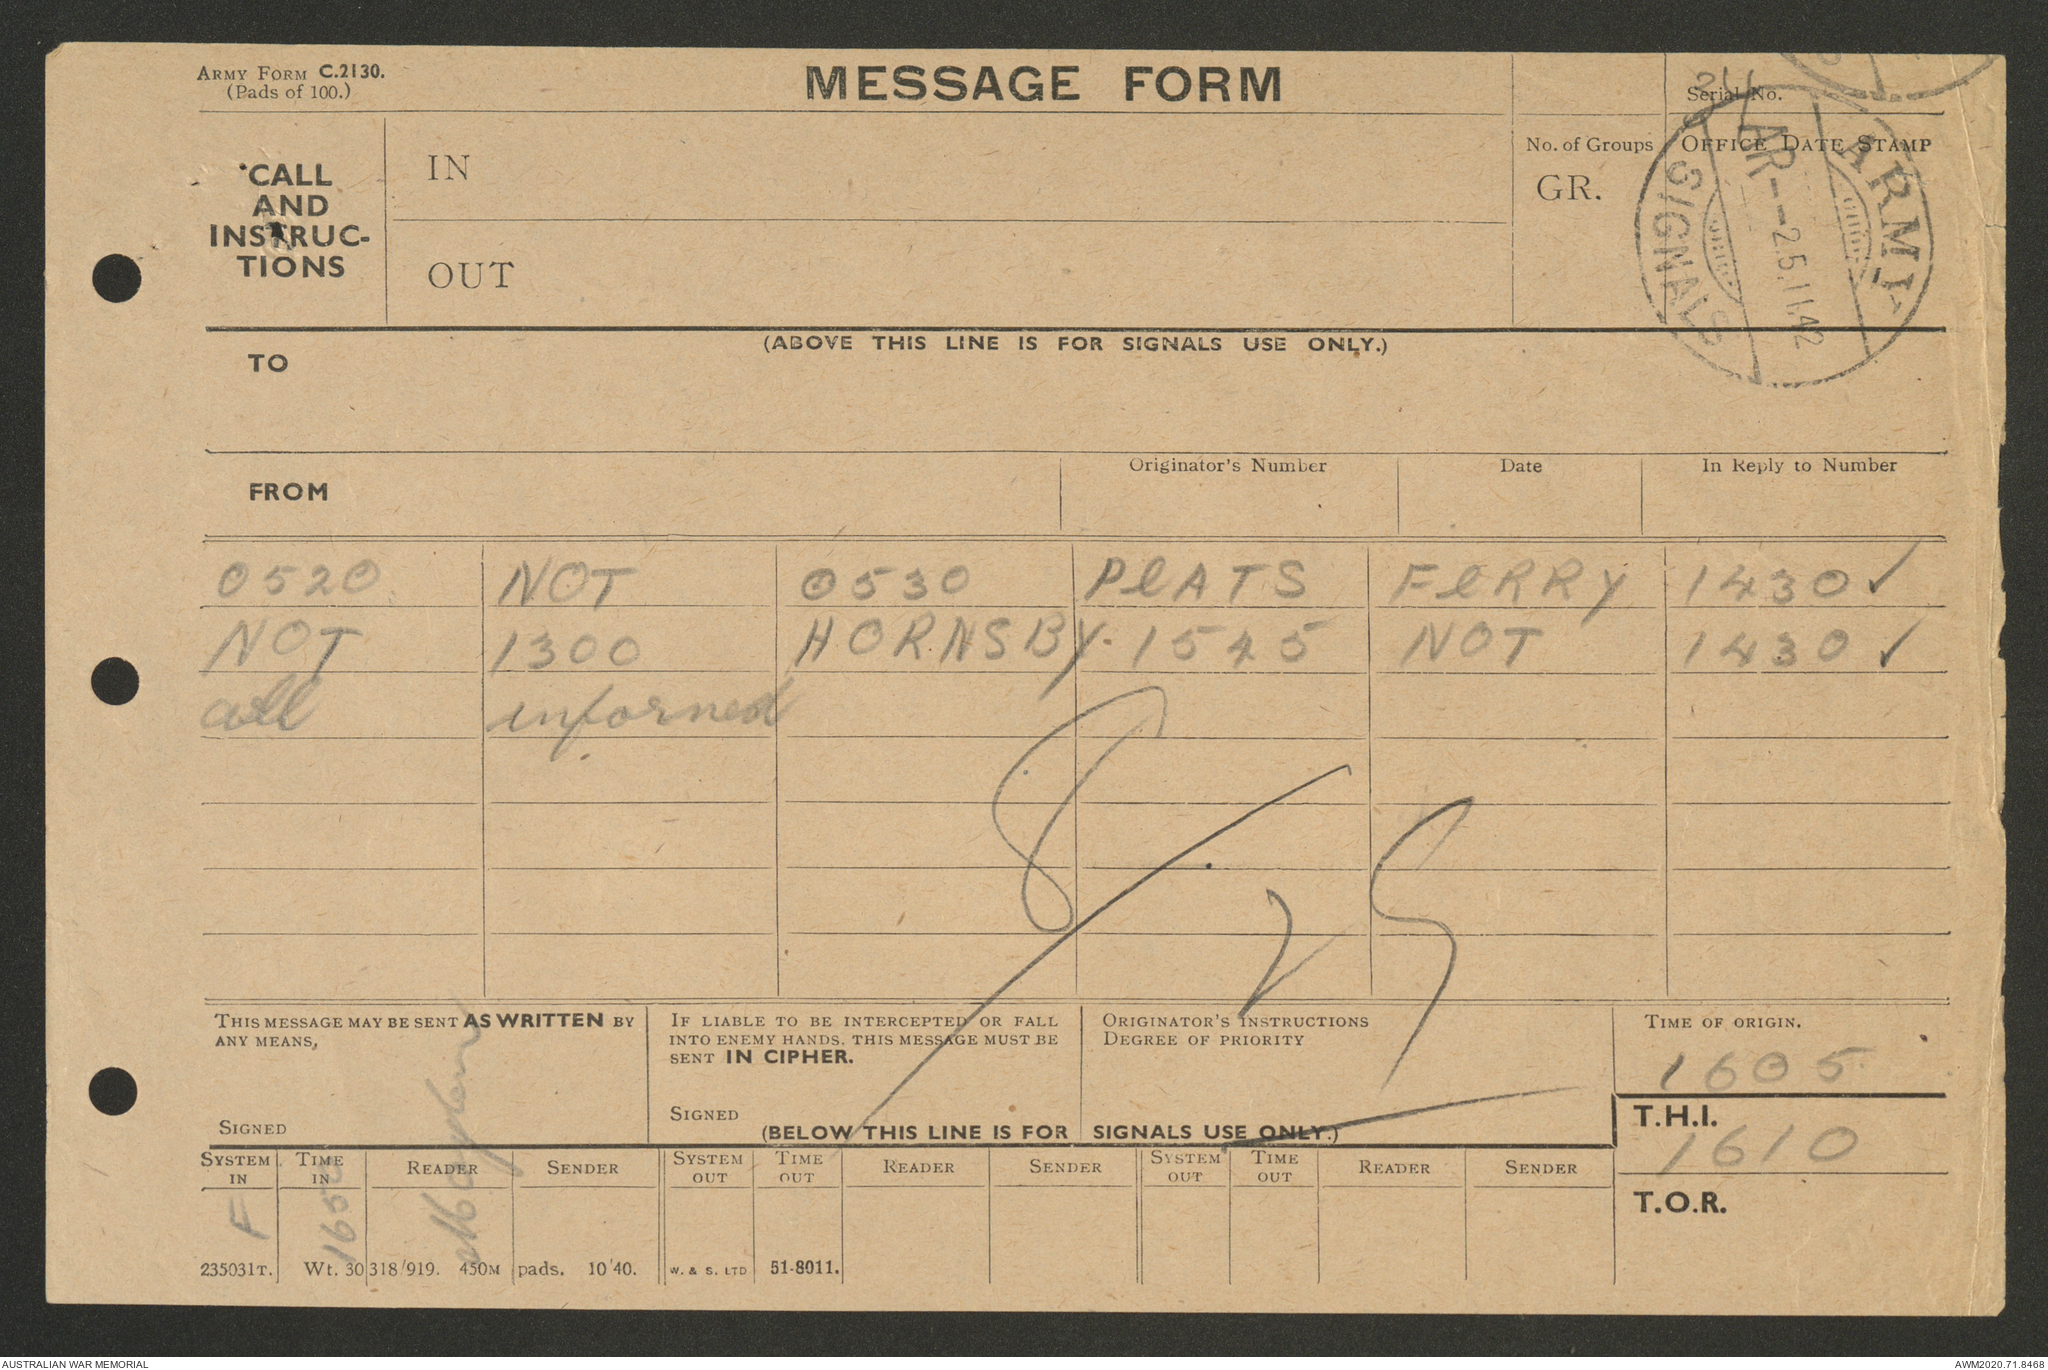 ARMY FORM C.2130.
(Pads of 100.)
MESSAGE FORM
Serial No.
CALL
AND
INSTRUC-
TIONS
IN
OUT
No. of Groups
GR.
OFFICE DATE STAMP
ARMY
SIGNALS
AR--25.11.42
(ABOVE THIS LINE IS FOR SIGNALS USE ONLY.)
TO
FROM
Originator's Number
Date
In Reply to Number
0520 NOT 0530 PlATS FeRRY 1430 ✓
NOT 1300 HORNSBY. 1545 NOT 1430 ✓
all informed
8
25
THIS MESSAGE MAY BE SENT AS WRITTEN BY
ANY MEANS,
SIGNED
IF LIABLE TO BE INTERCEPTED OR FALL
INTO ENEMY HANDS. THIS MESSAGE MUST BE
SENT IN CIPHER.
SIGNED
ORIGINATOR'S INSTRUCTIONS
DEGREE OF PRIORITY
TIME OF ORIGIN.
1605
(BELOW THIS LINE IS FOR SIGNALS USE ONLY.)
T.H.I.
1610
T.O.R.
SYSTEM IN
TIME IN
READER
SENDER
SYSTEM OUT
TIME OUT
READER
SENDER
SYSTEM OUT
TIME OUT
READER
SENDER
F
1650
235031T. Wt. 30318/919. 450M pads. 10'40. W. & S. LTD 51-8011.
AUSTRALIAN WAR MEMORIAL
AWM2020.71.8468